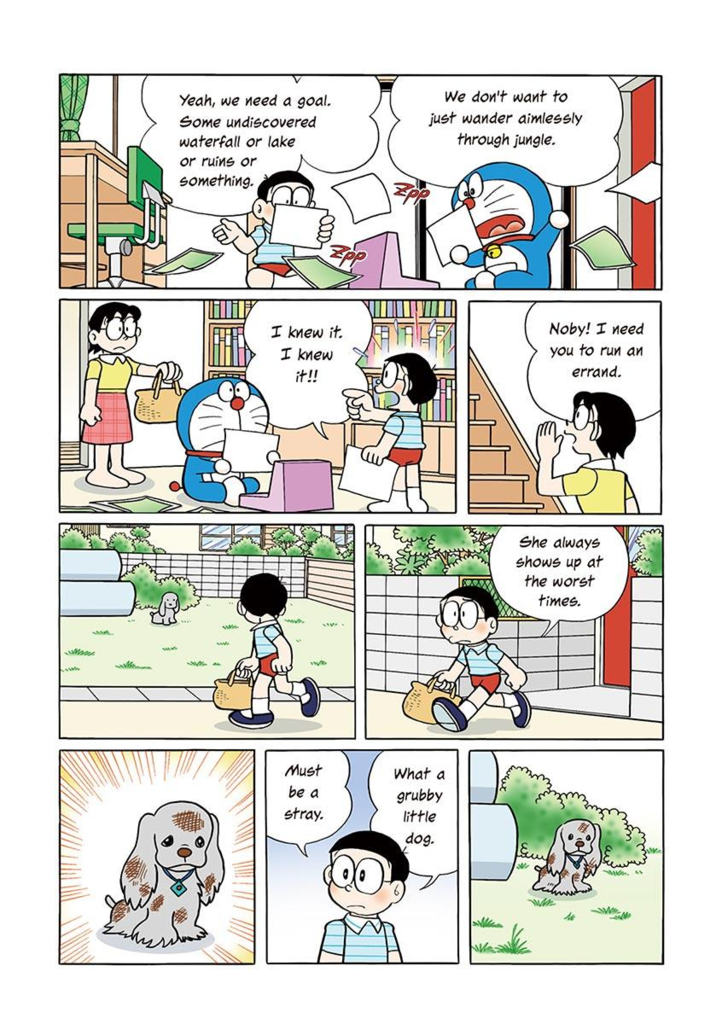 We don't want to
just wander aimlessly
through jungle.
Zpp
Yeah, we need a goal.
Some undiscovered
waterfall or lake
or ruins or
something.
Zpp
Noby! I need
you to run an
errand.
I knew it.
I knew
it!!
She always
shows up at
the worst
times.
What a
grubby
little
dog.
Must
be a
stray.